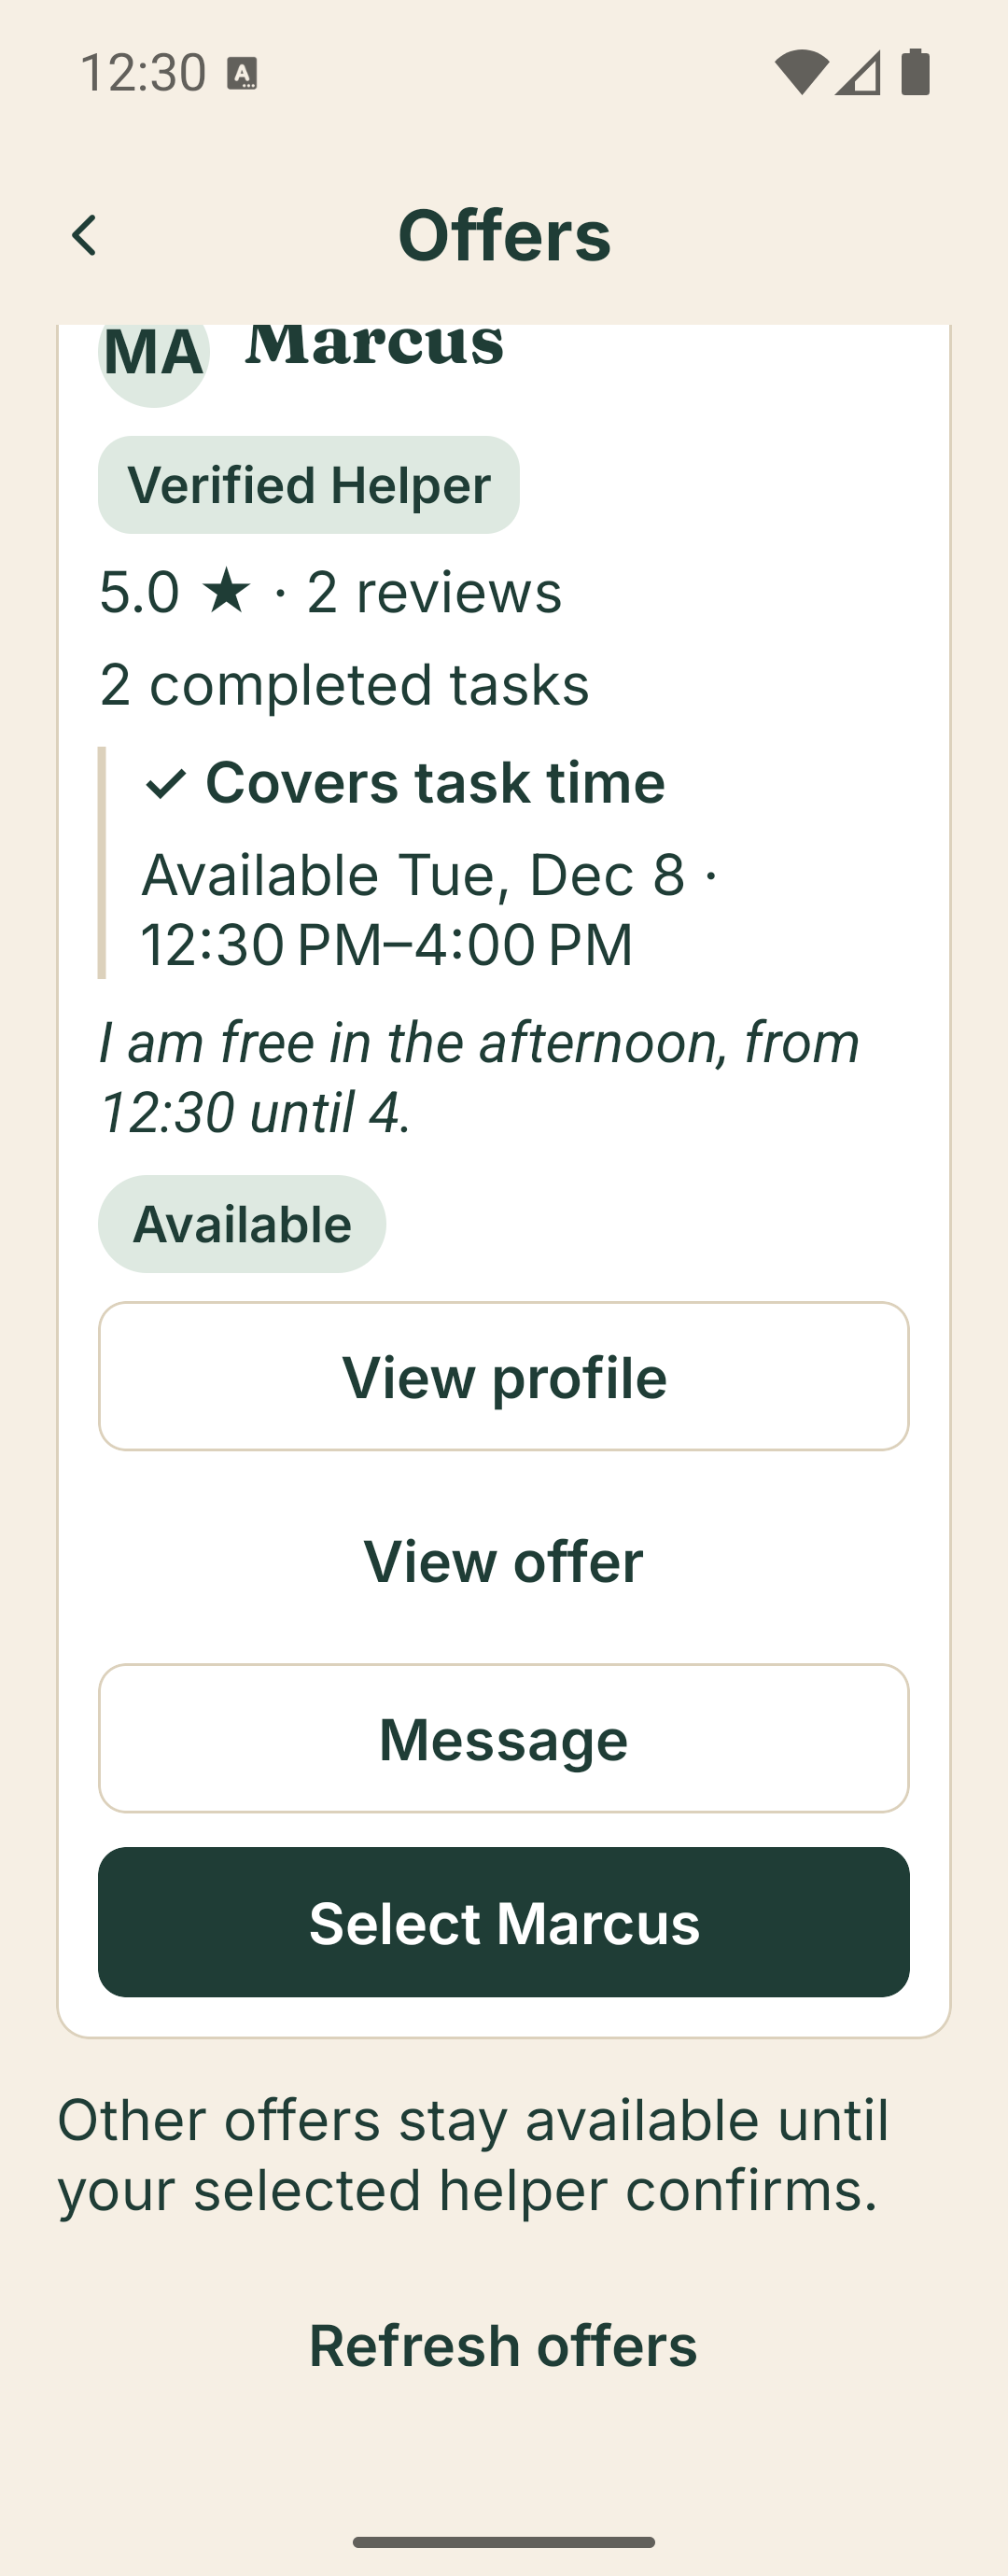 12:30
Offers
MA Marcus
Verified Helper
5.0 ★ · 2 reviews
2 completed tasks
✓ Covers task time
Available Tue, Dec 8 ·
12:30 PM–4:00 PM
I am free in the afternoon, from
12:30 until 4.
Available
View profile
View offer
Message
Select Marcus
Other offers stay available until
your selected helper confirms.
Refresh offers